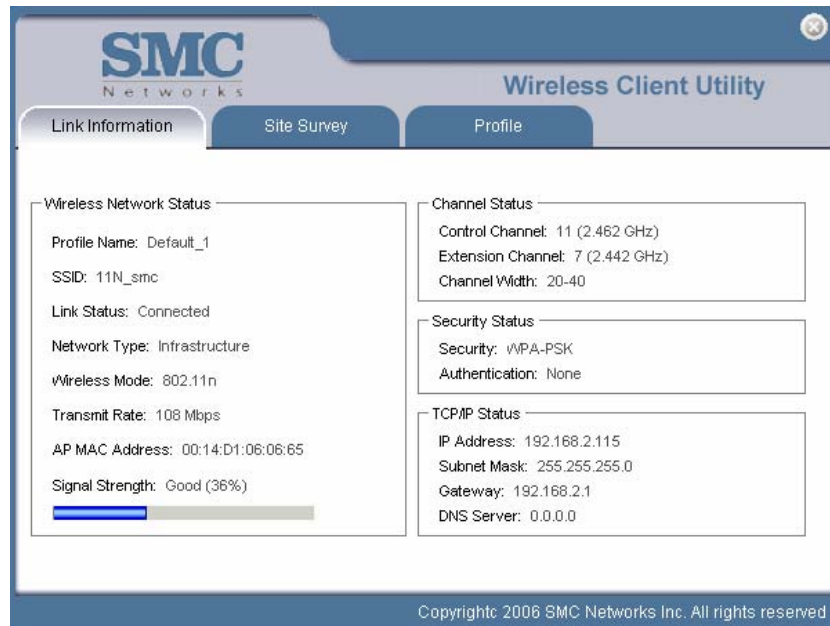 SMC
Networks
Wireless Client Utility
Link Information
Site Survey
Profile
Wireless Network Status
Profile Name: Default_1
SSID: 11N_smc
Link Status: Connected
Network Type: Infrastructure
Wireless Mode: 802.11n
Transmit Rate: 108 Mbps
AP MAC Address: 00:14:D1:06:06:65
Signal Strength: Good (36%)
Channel Status
Control Channel: 11 (2.462 GHz)
Extension Channel: 7 (2.442 GHz)
Channel Width: 20-40
Security Status
Security: WPA-PSK
Authentication: None
TCP/IP Status
IP Address: 192.168.2.115
Subnet Mask: 255.255.255.0
Gateway: 192.168.2.1
DNS Server: 0.0.0.0
Copyrightc 2006 SMC Networks Inc. All rights reserved